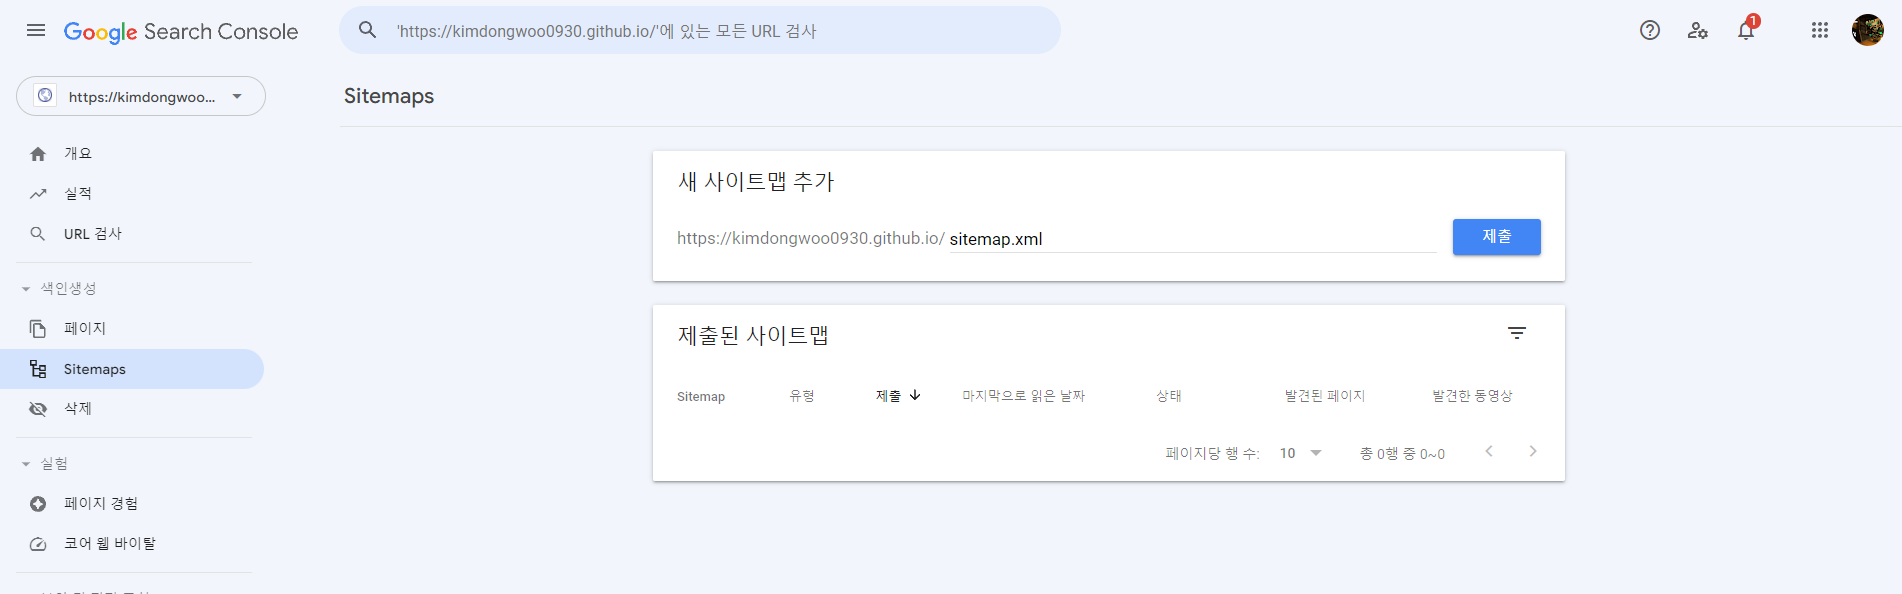 Google Search Console
'https://kimdongwoo0930.github.io/'에 있는 모든 URL 검사
1
https://kimdongwoo...
Sitemaps
개요
실적
URL 검사
색인생성
페이지
Sitemaps
삭제
실험
페이지 경험
코어 웹 바이탈
새 사이트맵 추가
https://kimdongwoo0930.github.io/ sitemap.xml
제출
제출된 사이트맵
Sitemap 유형 제출 마지막으로 읽은 날짜 상태 발견된 페이지 발견한 동영상
페이지당 행 수: 10 총 0행 중 0~0